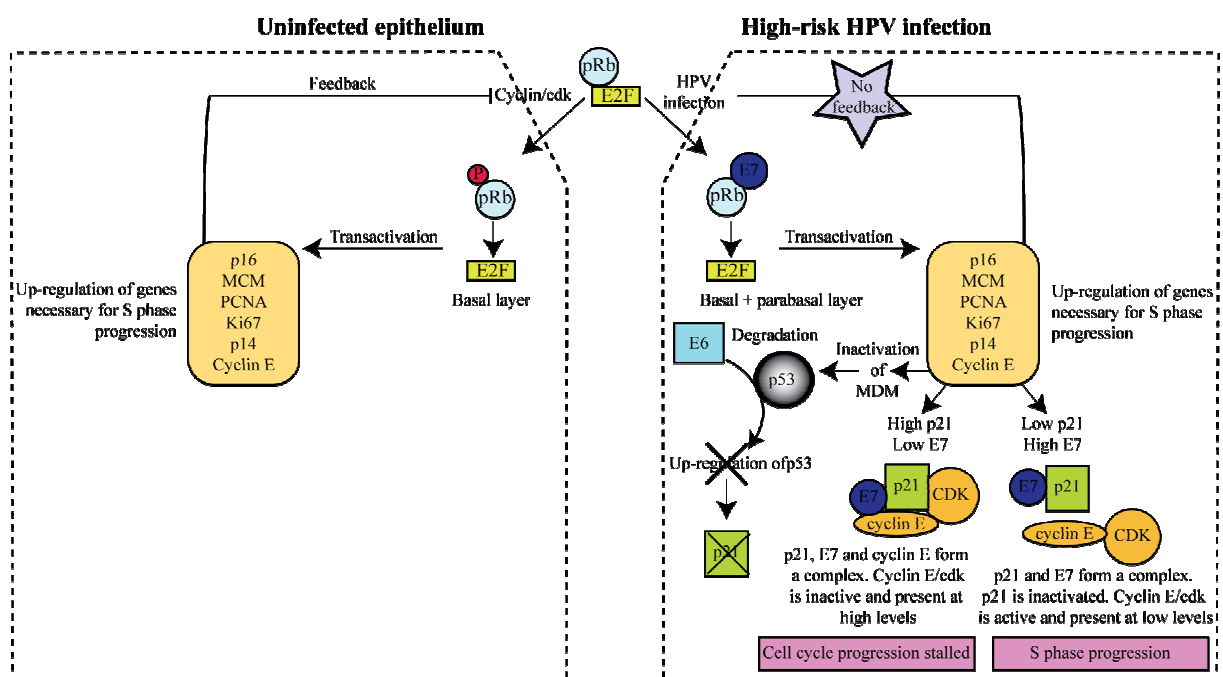 Uninfected epithelium
High-risk HPV infection
pRb
E2F
Feedback
Cyclin/cdk
HPV
infection
No
feedback
P
pRb
E2F
Basal layer
Transactivation
p16
MCM
PCNA
Ki67
p14
Cyclin E
Up-regulation of genes
necessary for S phase
progression
E7
pRb
E2F
Basal + parabasal layer
Transactivation
p16
MCM
PCNA
Ki67
p14
Cyclin E
Up-regulation of genes
necessary for S phase
progression
E6
Degradation
p53
Inactivation
of
MDM
Up-regulation ofp53
p21
High p21
Low E7
E7
p21
CDK
cyclin E
p21, E7 and cyclin E form
a complex. Cyclin E/cdk
is inactive and present at
high levels
Cell cycle progression stalled
Low p21
High E7
E7
p21
cyclin E
CDK
p21 and E7 form a complex.
p21 is inactivated. Cyclin E/cdk
is active and present at low levels
S phase progression